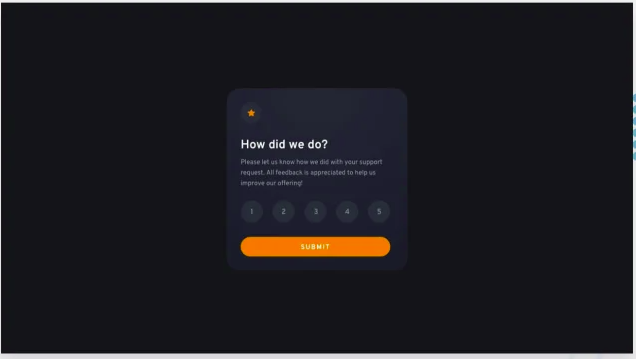 How did we do?
Please let us know how we did with your support
request. All feedback is appreciated to help us
improve our offering!
1 2 3 4 5
SUBMIT